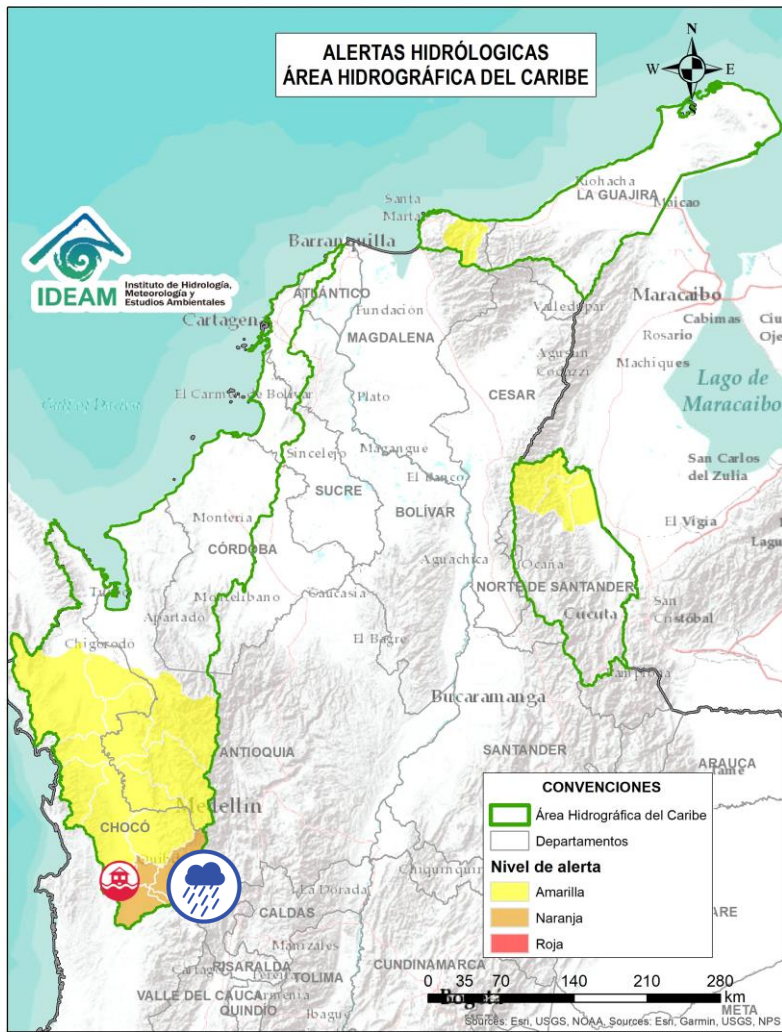 ALERTAS HIDRÓLOGICAS
ÁREA HIDROGRÁFICA DEL CARIBE
N
W E
S
Riohacha
LA GUAJIRA
Maicao
Santa
Marta
Barranquilla
IDEAM
Instituto de Hidrología,
Meteorología y
Estudios Ambientales
ATLÁNTICO
Maracaibo
Valledupar
Cartagena
Fundación
Cabimas
MAGDALENA
Rosario
Agustín
Codazzi
Machiques
CESAR
Lago de
Maracaibo
El Carmen de Bolívar
Plato
Sincelejo
Magangue
San Carlos
del Zulia
El Banco
SUCRE
BOLÍVAR
Montería
El Vigía
CÓRDOBA
Aguachica
Ocaña
NORTE DE SANTANDER
Montelibano
Caucasia
Apartado
Cucuta
San
Cristóbal
El Bagre
Chigorodó
Bucaramanga
ANTIOQUIA
SANTANDER
ARAUCA
Medellín
CHOCÓ
CONVENCIONES
Área Hidrográfica del Caribe
Departamentos
Nivel de alerta
Amarilla
Naranja
Roja
La Dorada
CALDAS
Manizales
RISARALDA
TOLIMA
CUNDINAMARCA
VALLE DEL CAUCA
Armenia
QUINDÍO
Ibague
0 35 70 140 210 280
km
META
Sources: Esri, USGS, NOAA, Sources: Esri, Garmin, USGS, NPS